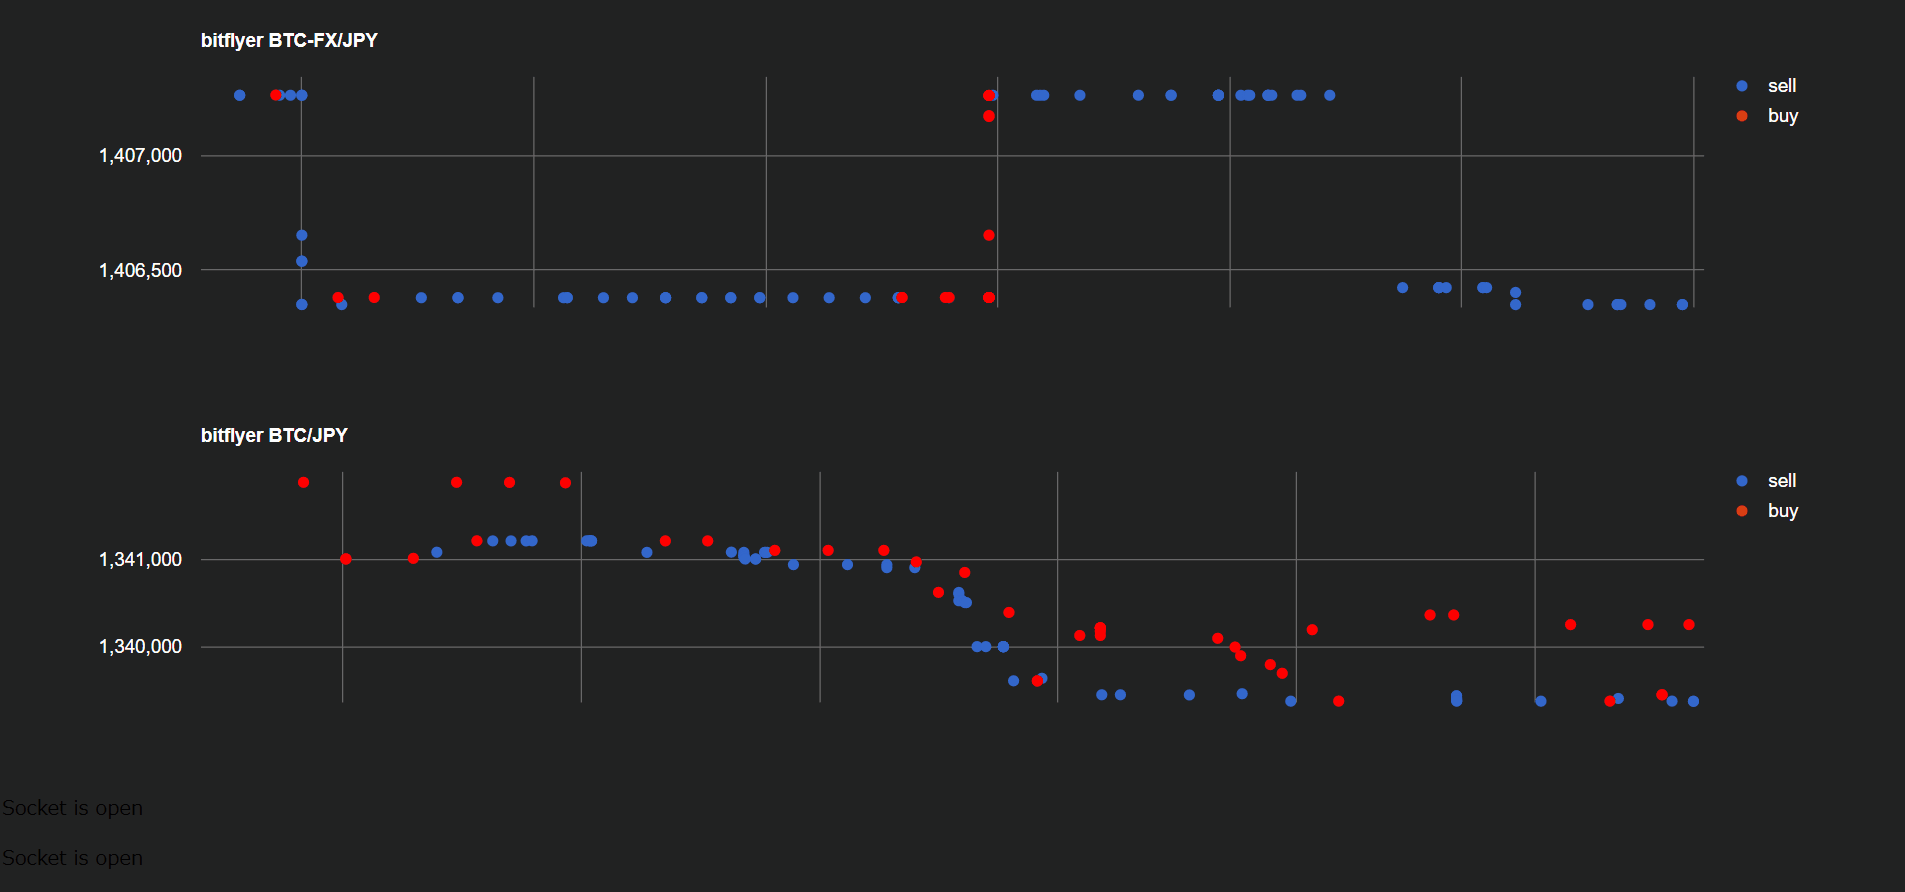 bitflyer BTC-FX/JPY
sell
buy
1,407,000
1,406,500
bitflyer BTC/JPY
sell
buy
1,341,000
1,340,000
Socket is open
Socket is open